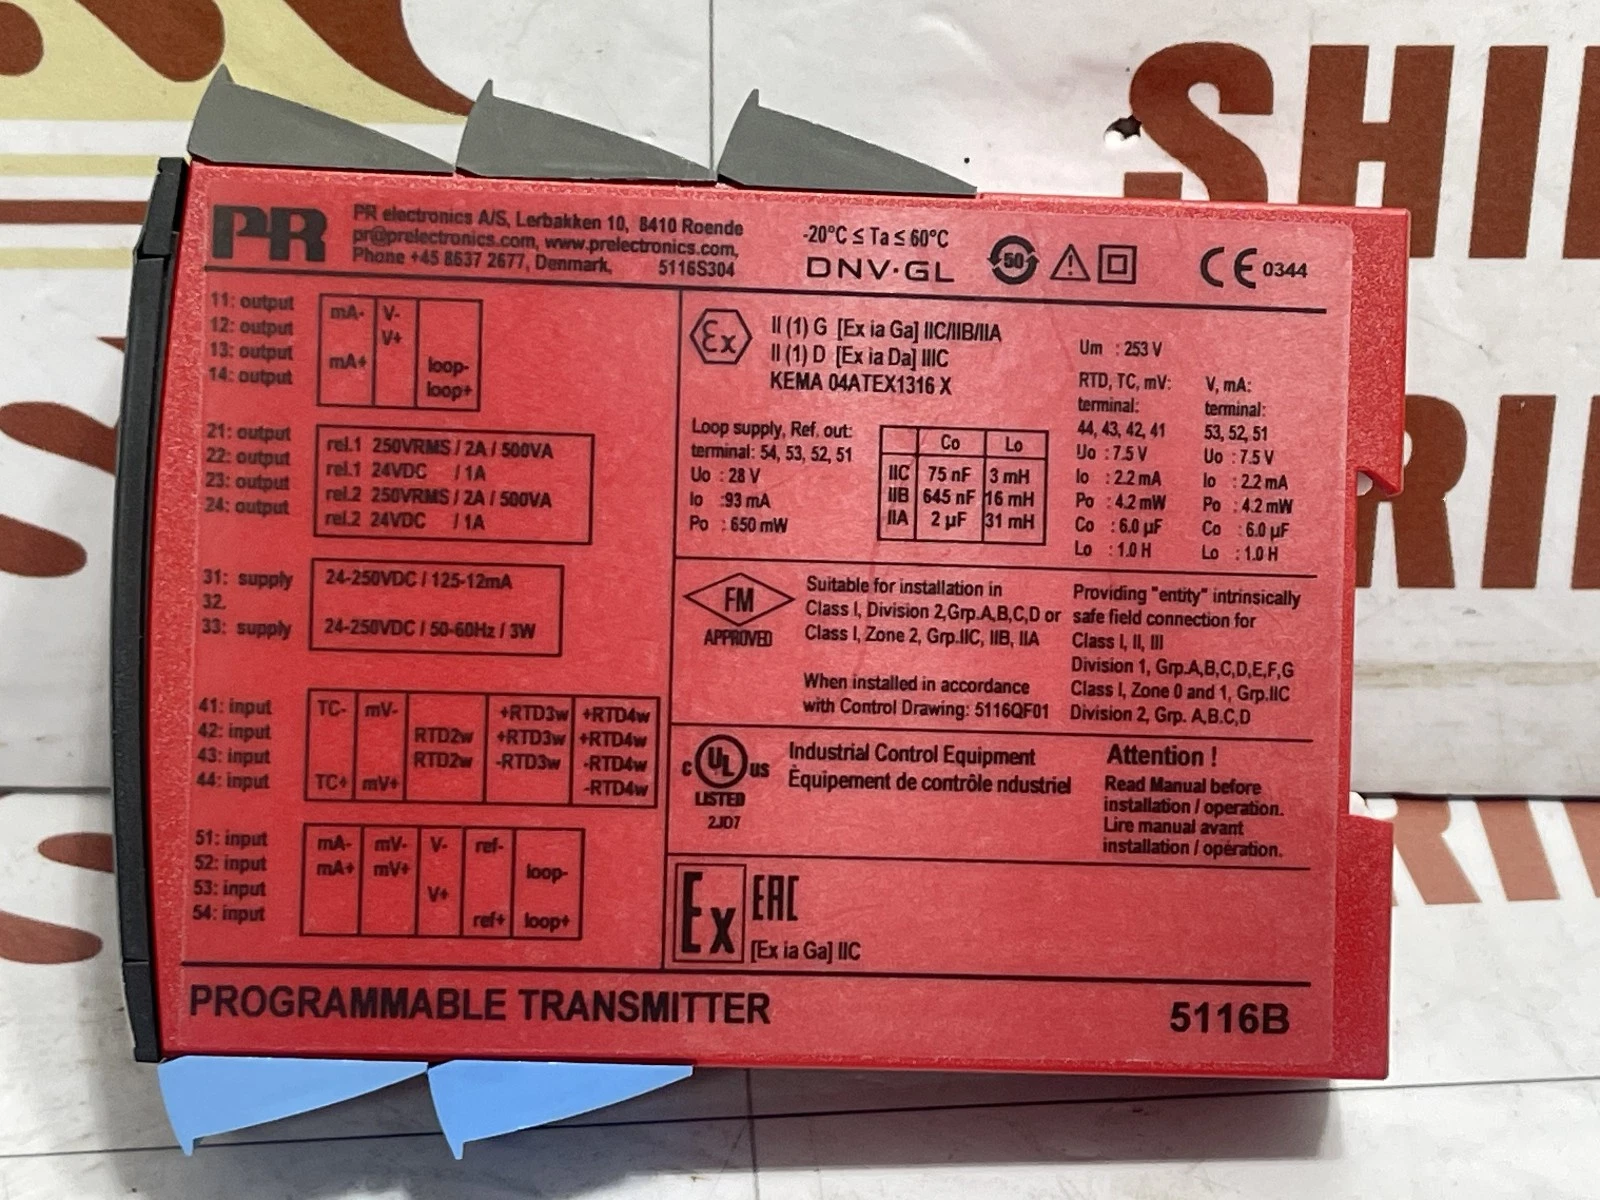 SHI
RI
RI
PR
PR electronics A/S, Lerbakken 10, 8410 Roende
pr@prelectronics.com, www.prelectronics.com,
Phone +45 8637 2677, Denmark, 5116S304
-20°C ≤ Ta ≤ 60°C
DNV·GL
50
CE 0344
11: output
12: output
13: output
14: output
mA- V-
V+
mA+ loop-
loop+
21: output
22: output
23: output
24: output
rel.1 250VRMS / 2A / 500VA
rel.1 24VDC / 1A
rel.2 250VRMS / 2A / 500VA
rel.2 24VDC / 1A
31: supply
32.
33: supply
24-250VDC / 125-12mA
24-250VDC / 50-60Hz / 3W
41: input
42: input
43: input
44: input
TC- mV- +RTD3w +RTD4w
RTD2w +RTD3w +RTD4w
RTD2w -RTD3w -RTD4w
TC+ mV+ -RTD4w
51: input
52: input
53: input
54: input
mA- mV- V- ref-
mA+ mV+ loop-
V+
ref+ loop+
Ex
II (1) G [Ex ia Ga] IIC/IIB/IIA
II (1) D [Ex ia Da] IIIC
KEMA 04ATEX1316 X
Loop supply, Ref. out:
terminal: 54, 53, 52, 51
Uo : 28 V
Io : 93 mA
Po : 650 mW
Co Lo
IIC 75 nF 3 mH
IIB 645 nF 16 mH
IIA 2 µF 31 mH
Um : 253 V
RTD, TC, mV:
terminal:
44, 43, 42, 41
Uo : 7.5 V
Io : 2.2 mA
Po : 4.2 mW
Co : 6.0 µF
Lo : 1.0 H
V, mA:
terminal:
53, 52, 51
Uo : 7.5 V
Io : 2.2 mA
Po : 4.2 mW
Co : 6.0 µF
Lo : 1.0 H
FM
APPROVED
Suitable for installation in
Class I, Division 2, Grp.A,B,C,D or
Class I, Zone 2, Grp.IIC, IIB, IIA
When installed in accordance
with Control Drawing: 5116QF01
Providing "entity" intrinsically
safe field connection for
Class I, II, III
Division 1, Grp.A,B,C,D,E,F,G
Class I, Zone 0 and 1, Grp.IIC
Division 2, Grp. A,B,C,D
c UL us
LISTED
2JD7
Industrial Control Equipment
Èquipement de contrôle ndustriel
Attention !
Read Manual before
installation / operation.
Lire manual avant
installation / opération.
Ex EAC
[Ex ia Ga] IIC
PROGRAMMABLE TRANSMITTER 5116B